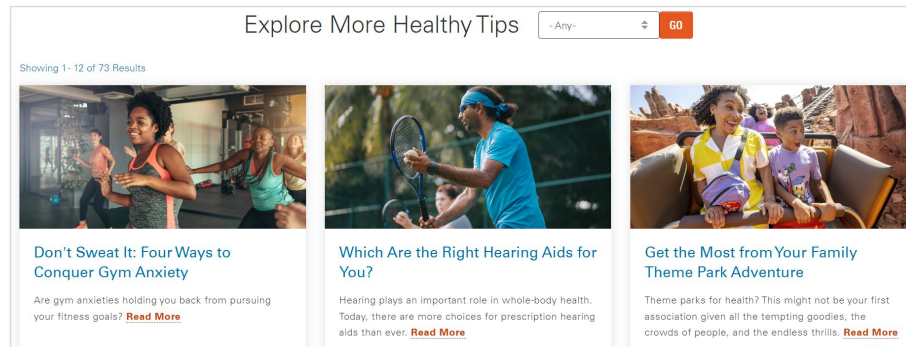 Explore More Healthy Tips
- Any-
GO
Showing 1- 12 of 73 Results
Don't Sweat It: Four Ways to
Conquer Gym Anxiety
Are gym anxieties holding you back from pursuing
your fitness goals? Read More
Which Are the Right Hearing Aids for
You?
Hearing plays an important role in whole-body health.
Today, there are more choices for prescription hearing
aids than ever. Read More
Get the Most from Your Family
Theme Park Adventure
Theme parks for health? This might not be your first
association given all the tempting goodies, the
crowds of people, and the endless thrills. Read More